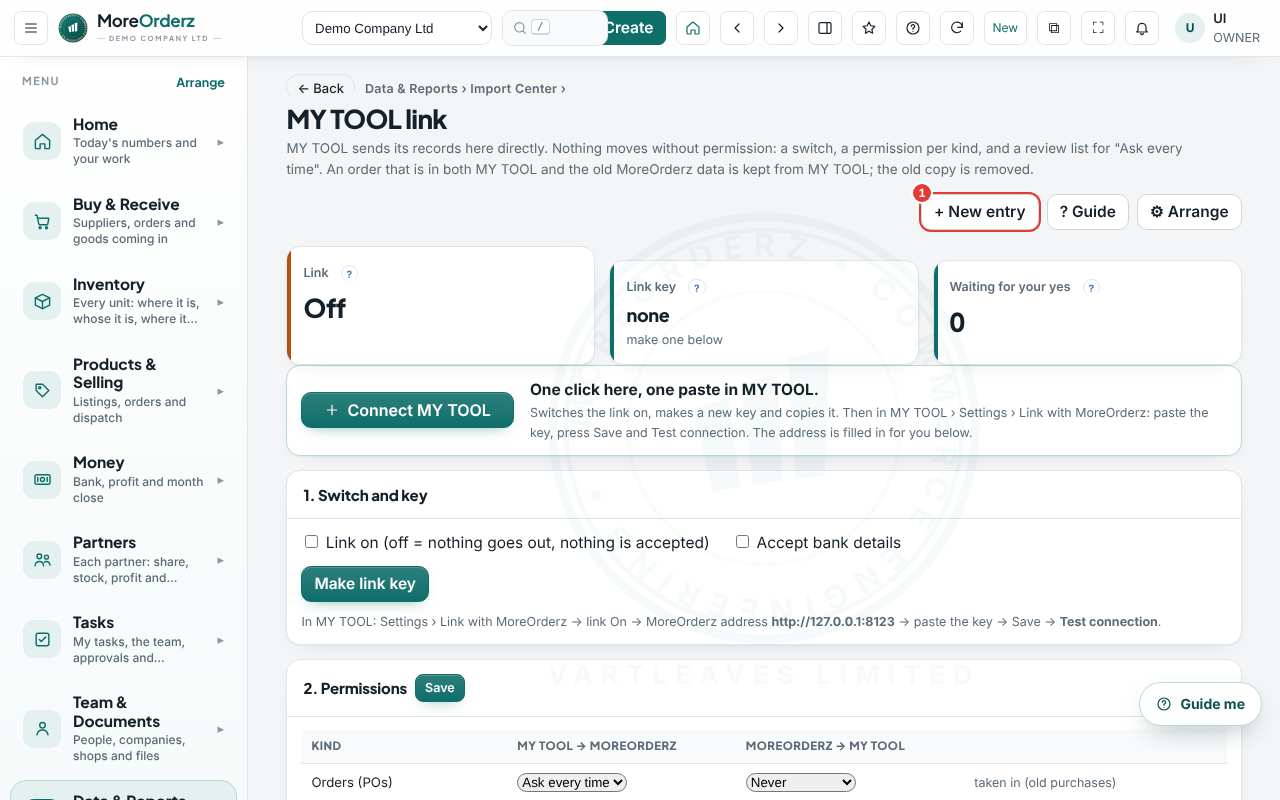 MoreOrderz
— DEMO COMPANY LTD —
Demo Company Ltd
/
Create
New
U
UI
OWNER
MENU
Arrange
Home
Today's numbers and
your work
Buy & Receive
Suppliers, orders and
goods coming in
Inventory
Every unit: where it is,
whose it is, where it...
Products &
Selling
Listings, orders and
dispatch
Money
Bank, profit and month
close
Partners
Each partner: share,
stock, profit and...
Tasks
My tasks, the team,
approvals and...
Team &
Documents
People, companies,
shops and files
Data & Reports
← Back
Data & Reports › Import Center ›
MY TOOL link
MY TOOL sends its records here directly. Nothing moves without permission: a switch, a permission per kind, and a review list for "Ask every
time". An order that is in both MY TOOL and the old MoreOrderz data is kept from MY TOOL; the old copy is removed.
1
+ New entry
? Guide
⚙ Arrange
Link ?
Off
Link key ?
none
make one below
Waiting for your yes ?
0
+ Connect MY TOOL
One click here, one paste in MY TOOL.
Switches the link on, makes a new key and copies it. Then in MY TOOL › Settings › Link with MoreOrderz: paste the
key, press Save and Test connection. The address is filled in for you below.
1. Switch and key
Link on (off = nothing goes out, nothing is accepted)
Accept bank details
Make link key
In MY TOOL: Settings › Link with MoreOrderz → link On → MoreOrderz address http://127.0.0.1:8123 → paste the key → Save → Test connection.
VARTLEAVES LIMITED
2. Permissions
Save
Guide me
KIND
MY TOOL → MOREORDERZ
MOREORDERZ → MY TOOL
Orders (POs)
Ask every time
Never
taken in (old purchases)